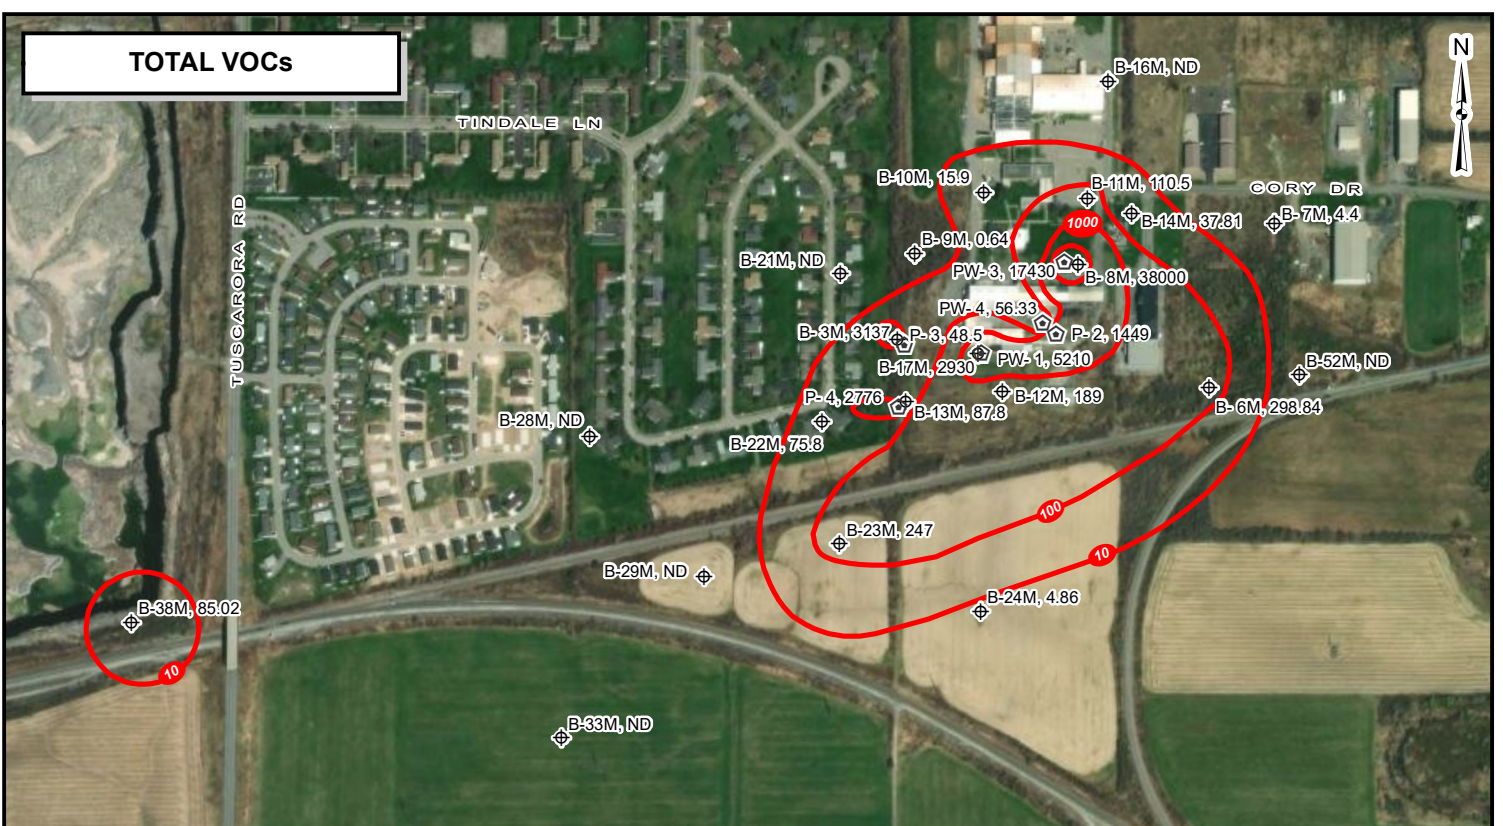 TOTAL VOCs
N
B-16M, ND
TINDALE LN
B-10M, 15.9
B-11M, 110.5
CORY DR
TUSCARORA RD
1000
B-14M, 37.81
B- 7M, 4.4
B- 9M, 0.64
B-21M, ND
PW- 3, 17430
B- 8M, 38000
PW- 4, 56.33
B- 3M, 3137
P- 3, 48.5
P- 2, 1449
B-17M, 2930
PW- 1, 5210
B-52M, ND
P- 4, 2776
B-12M, 189
B-13M, 87.8
B- 6M, 298.84
B-28M, ND
B-22M, 75.8
100
B-23M, 247
10
B-29M, ND
B-24M, 4.86
B-38M, 85.02
10
B-33M, ND